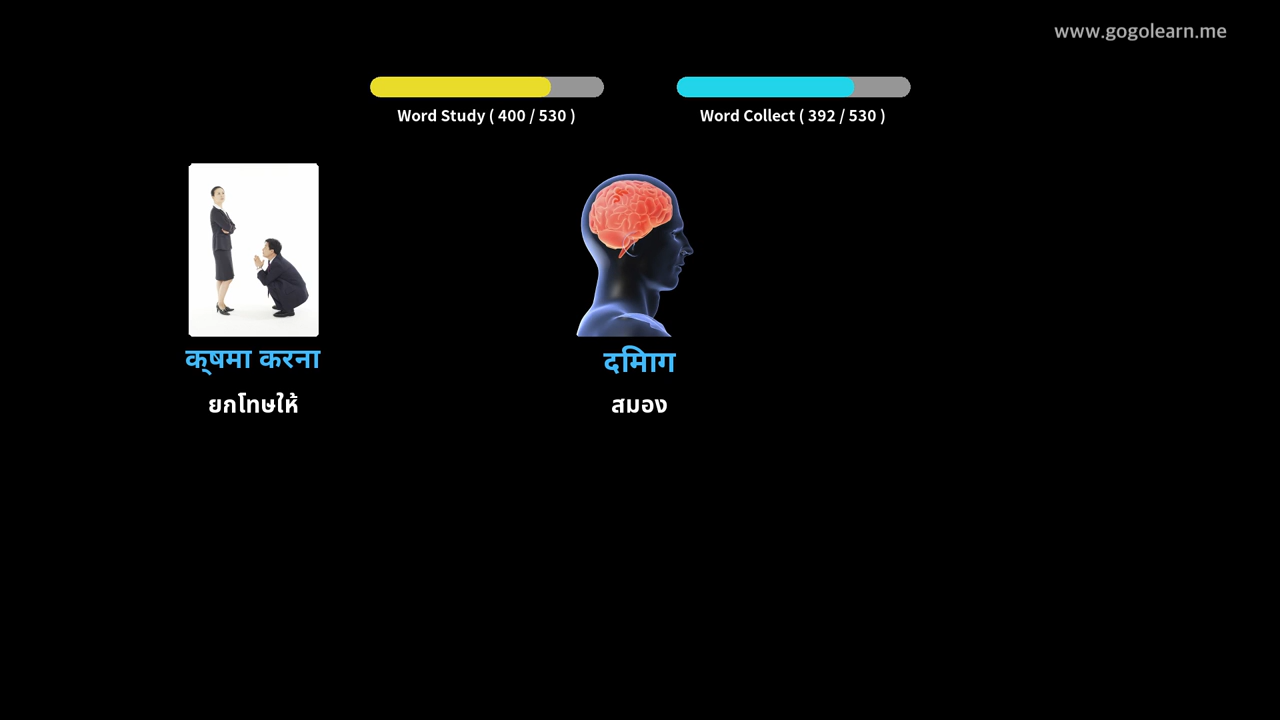 www.gogolearn.me
Word Study ( 400 / 530 )
Word Collect ( 392 / 530 )
क्षमा करना
दिमाग
ยกโทษให้
สมอง